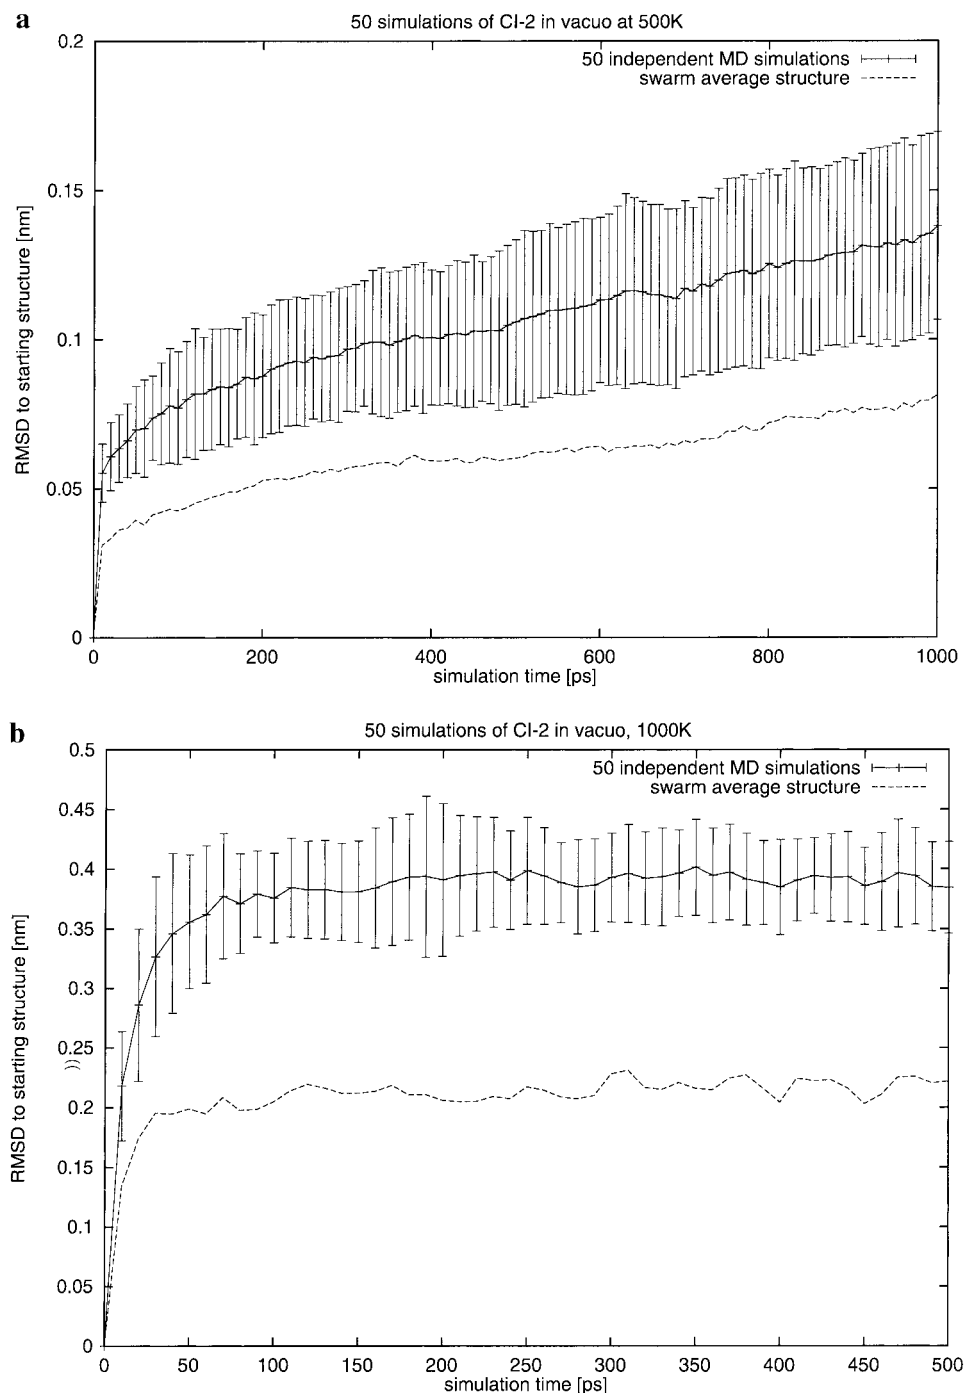 a
50 simulations of CI-2 in vacuo at 500K
50 independent MD simulations
swarm average structure
RMSD to starting structure [nm]
0.2
0.15
0.1
0.05
0
0 200 400 600 800 1000
simulation time [ps]
b
50 simulations of CI-2 in vacuo, 1000K
50 independent MD simulations
swarm average structure
RMSD to starting structure [nm]
0.5
0.45
0.4
0.35
0.3
0.25
0.2
0.15
0.1
0.05
0
0 50 100 150 200 250 300 350 400 450 500
simulation time [ps]